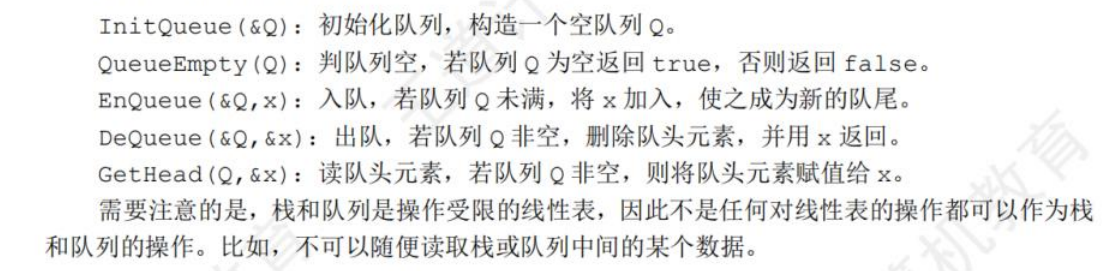 InitQueue(&Q)：初始化队列，构造一个空队列 Q。
QueueEmpty(Q)：判队列空，若队列 Q 为空返回 true，否则返回 false。
EnQueue(&Q,x)：入队，若队列 Q 未满，将 x 加入，使之成为新的队尾。
DeQueue(&Q,&x)：出队，若队列 Q 非空，删除队头元素，并用 x 返回。
GetHead(Q,&x)：读队头元素，若队列 Q 非空，则将队头元素赋值给 x。
需要注意的是，栈和队列是操作受限的线性表，因此不是任何对线性表的操作都可以作为栈
和队列的操作。比如，不可以随便读取栈或队列中间的某个数据。
机教育